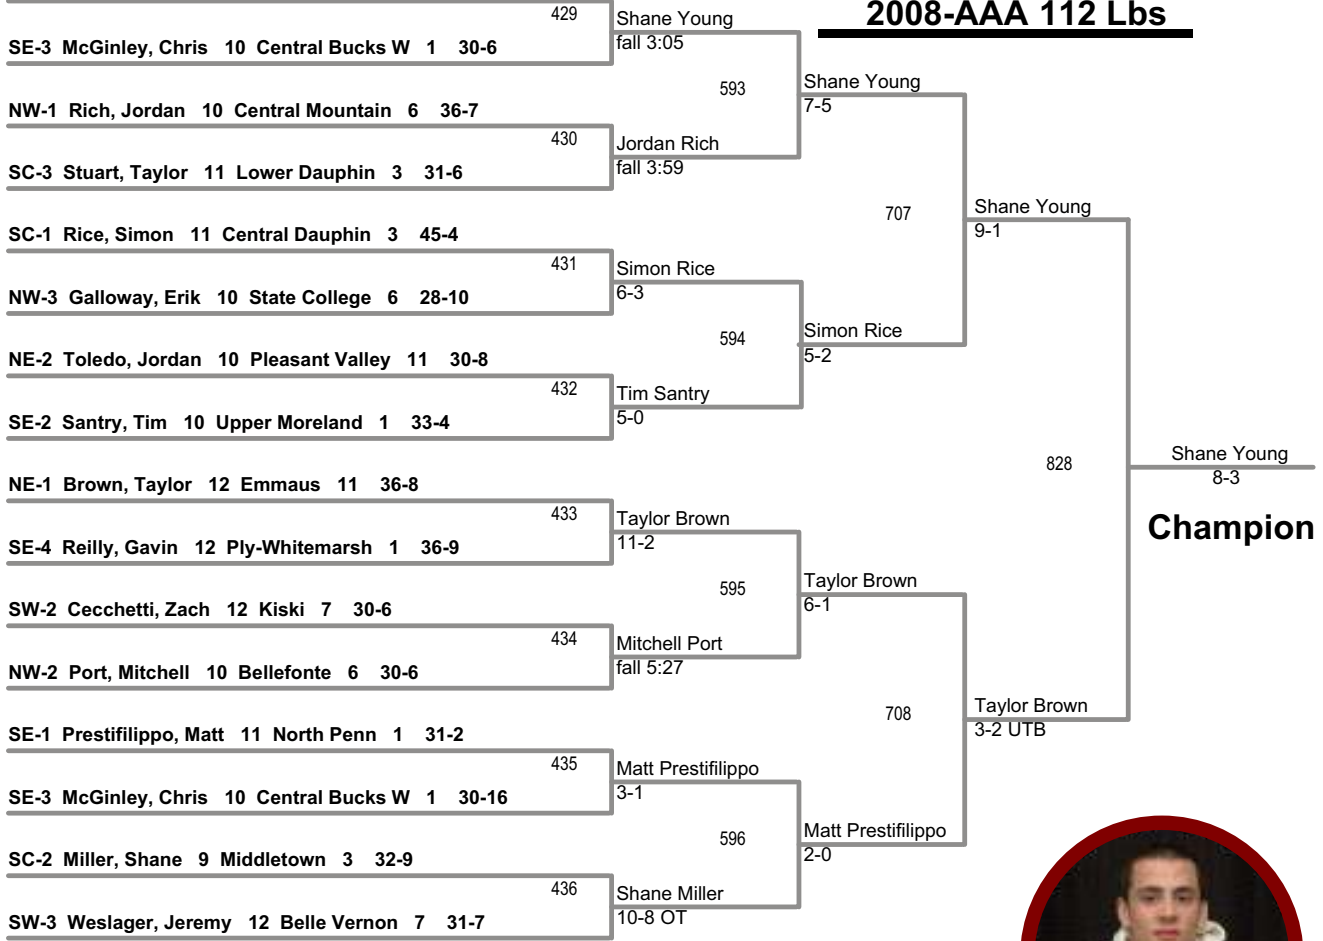 2008-AAA 112 Lbs
429
Shane Young
fall 3:05
SE-3 McGinley, Chris 10 Central Bucks W 1 30-6
593
Shane Young
7-5
NW-1 Rich, Jordan 10 Central Mountain 6 36-7
430
Jordan Rich
fall 3:59
SC-3 Stuart, Taylor 11 Lower Dauphin 3 31-6
707
Shane Young
9-1
SC-1 Rice, Simon 11 Central Dauphin 3 45-4
431
Simon Rice
6-3
NW-3 Galloway, Erik 10 State College 6 28-10
594
Simon Rice
5-2
NE-2 Toledo, Jordan 10 Pleasant Valley 11 30-8
432
Tim Santry
5-0
SE-2 Santry, Tim 10 Upper Moreland 1 33-4
828
Shane Young
8-3
Champion
NE-1 Brown, Taylor 12 Emmaus 11 36-8
433
Taylor Brown
11-2
SE-4 Reilly, Gavin 12 Ply-Whitemarsh 1 36-9
595
Taylor Brown
6-1
SW-2 Cecchetti, Zach 12 Kiski 7 30-6
434
Mitchell Port
fall 5:27
NW-2 Port, Mitchell 10 Bellefonte 6 30-6
708
Taylor Brown
3-2 UTB
SE-1 Prestifilippo, Matt 11 North Penn 1 31-2
435
Matt Prestifilippo
3-1
SE-3 McGinley, Chris 10 Central Bucks W 1 30-16
596
Matt Prestifilippo
2-0
SC-2 Miller, Shane 9 Middletown 3 32-9
436
Shane Miller
10-8 OT
SW-3 Weslager, Jeremy 12 Belle Vernon 7 31-7